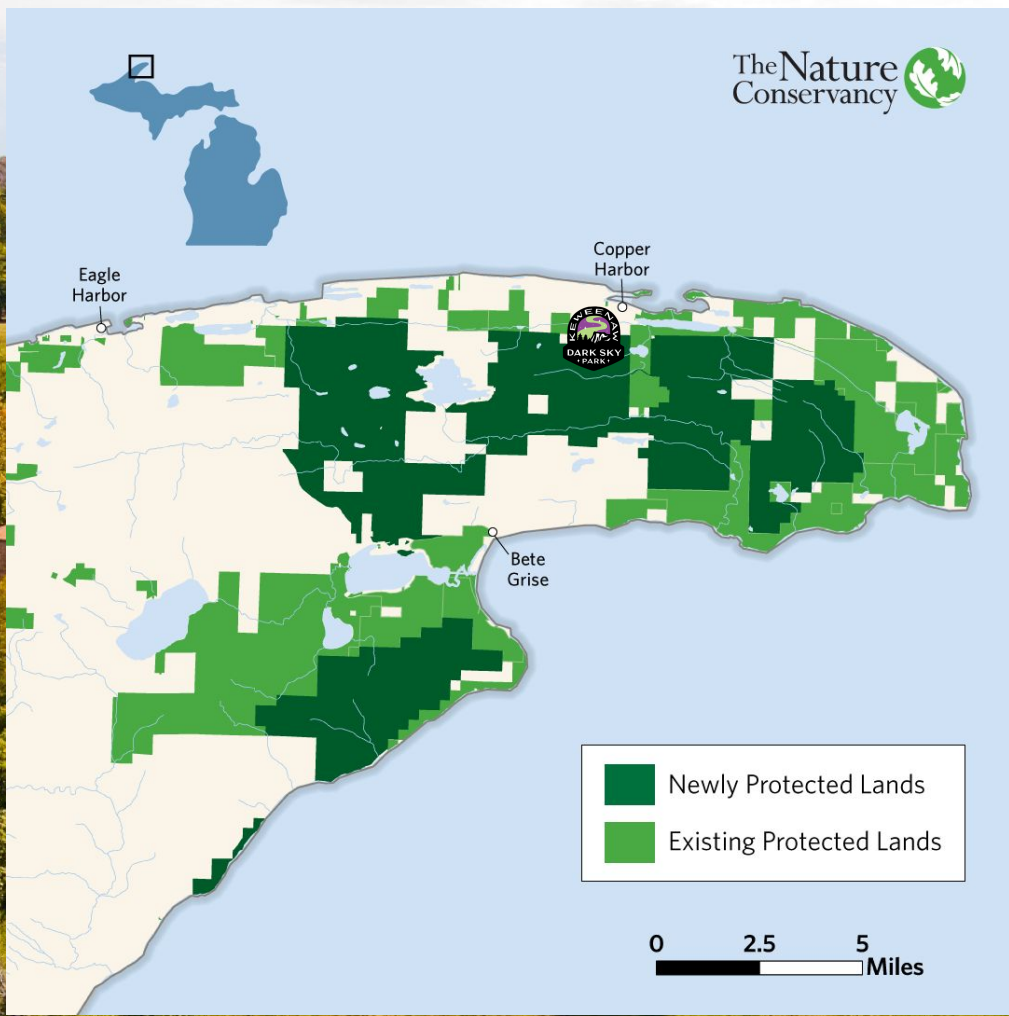 The Nature
Conservancy
Eagle
Harbor
Copper
Harbor
KEWEENAW
DARK SKY
PARK
Bete
Grise
Newly Protected Lands
Existing Protected Lands
0 2.5 5
Miles